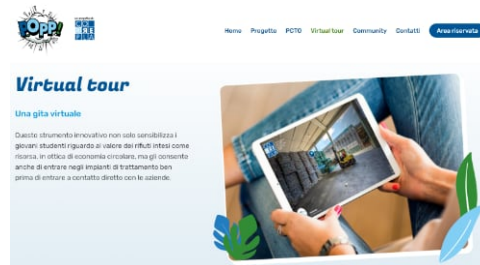 POPP!
Home Progetto PCTO Virtual tour Community Contatti Area riservata
Virtual tour
Una gita virtuale
Questo strumento innovativo non solo sensibilizza i
giovani studenti riguardo al valore dei rifiuti intesi come
risorsa, in ottica di economia circolare, ma gli consente
anche di entrare negli impianti di trattamento ben
prima di entrare a contatto diretto con le aziende.